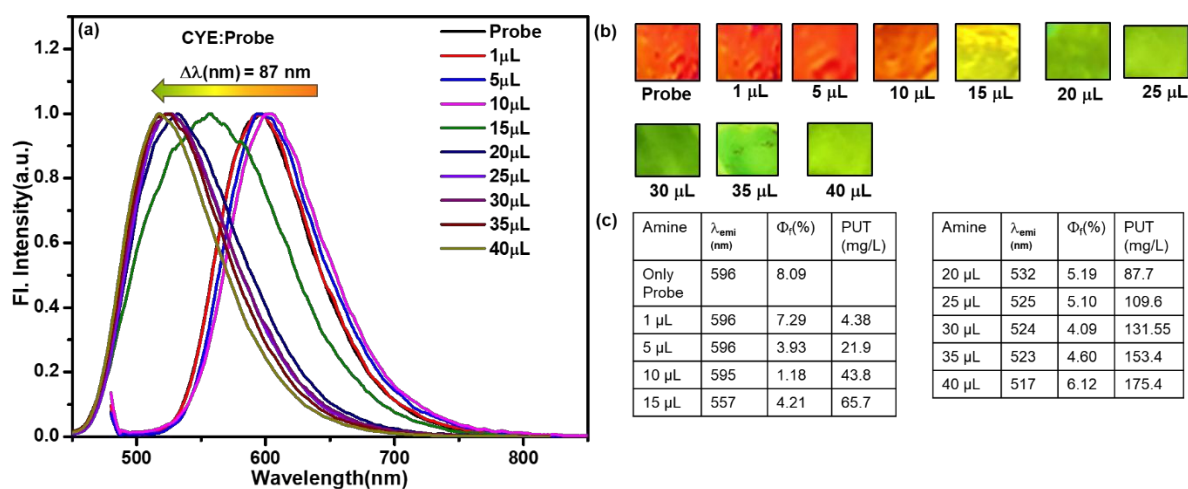 (a)
CYE:Probe
Δλ(nm) = 87 nm
Probe
1μL
5μL
10μL
15μL
20μL
25μL
30μL
35μL
40μL
1.2
1.0
0.8
0.6
0.4
0.2
0.0
Fl. Intensity(a.u.)
500 600 700 800
Wavelength(nm)
(b)
Probe 1 μL 5 μL 10 μL 15 μL 20 μL 25 μL
30 μL 35 μL 40 μL
(c)
Amine λemi (nm) Φf(%) PUT (mg/L)
Only Probe 596 8.09
1 μL 596 7.29 4.38
5 μL 596 3.93 21.9
10 μL 595 1.18 43.8
15 μL 557 4.21 65.7
Amine λemi (nm) Φf(%) PUT (mg/L)
20 μL 532 5.19 87.7
25 μL 525 5.10 109.6
30 μL 524 4.09 131.55
35 μL 523 4.60 153.4
40 μL 517 6.12 175.4